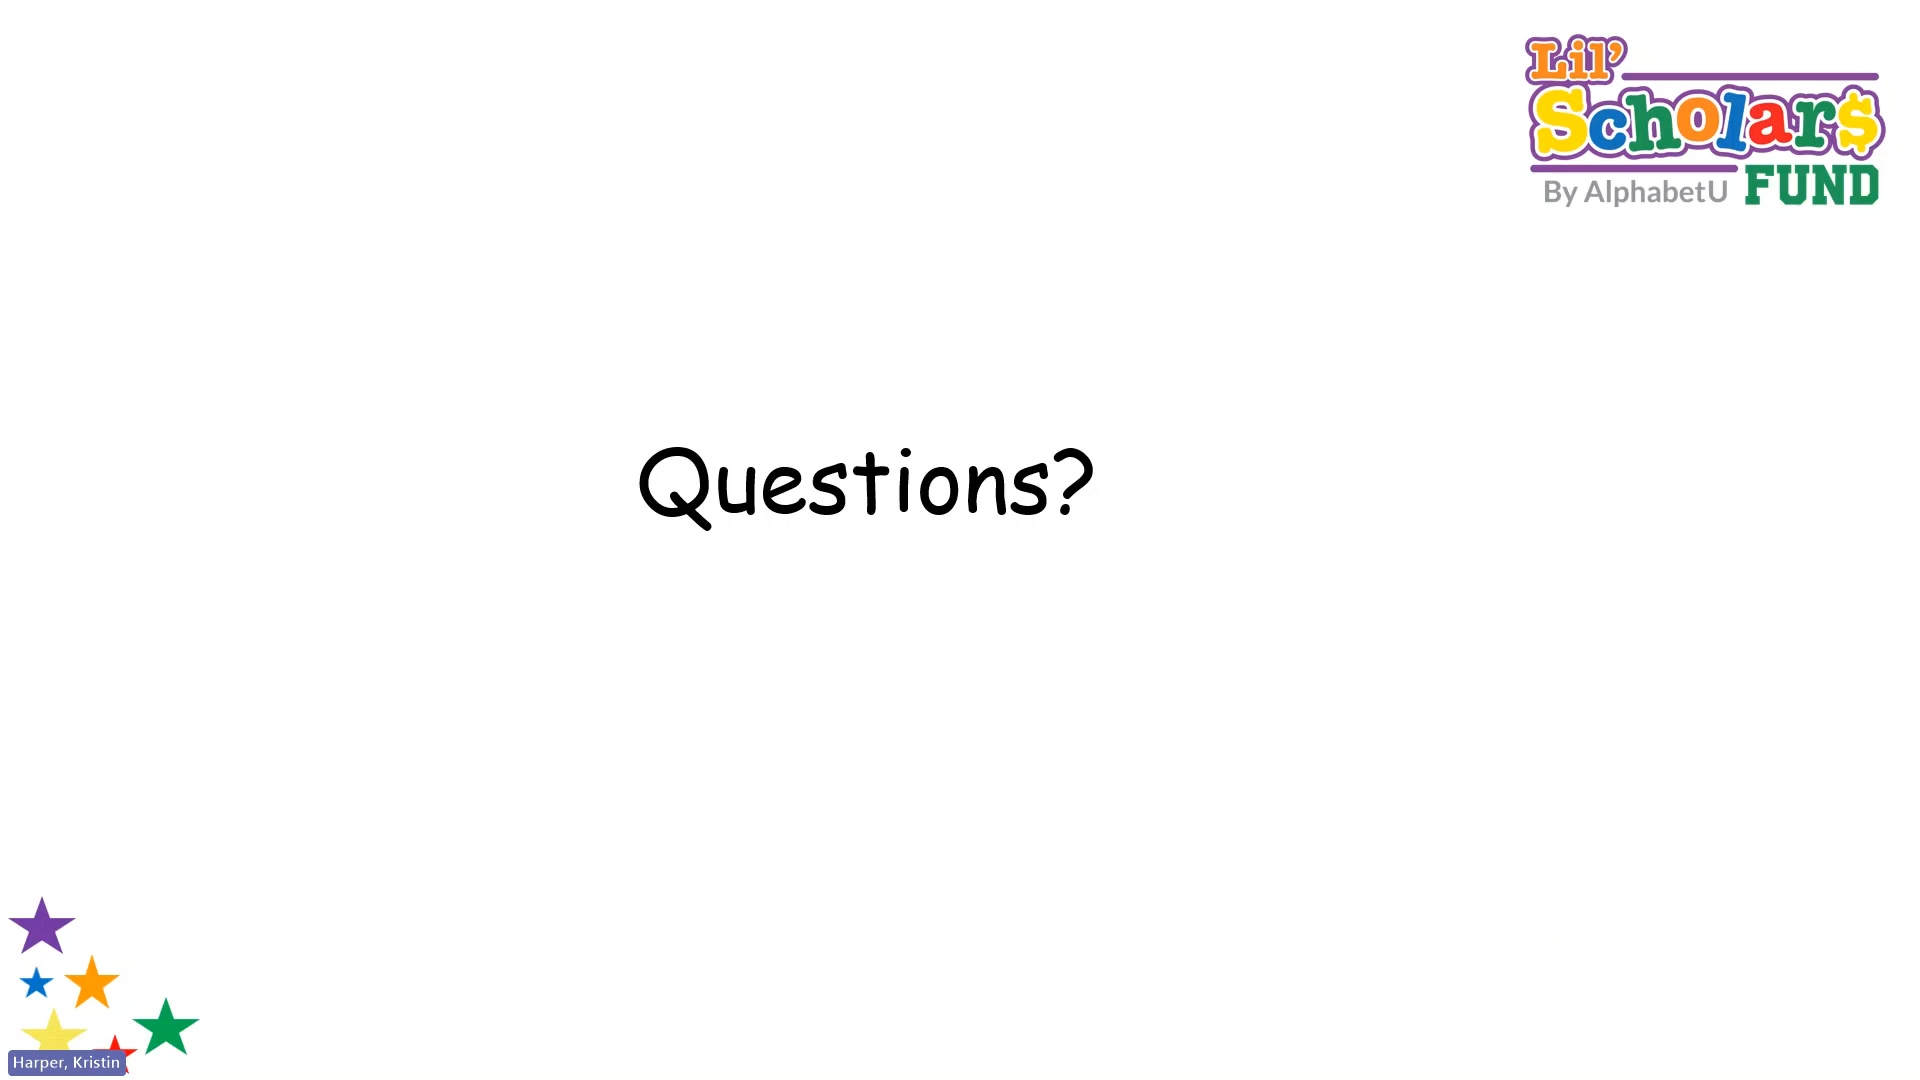 Lil'
Scholar$
By AlphabetU FUND
Questions?
Harper, Kristin